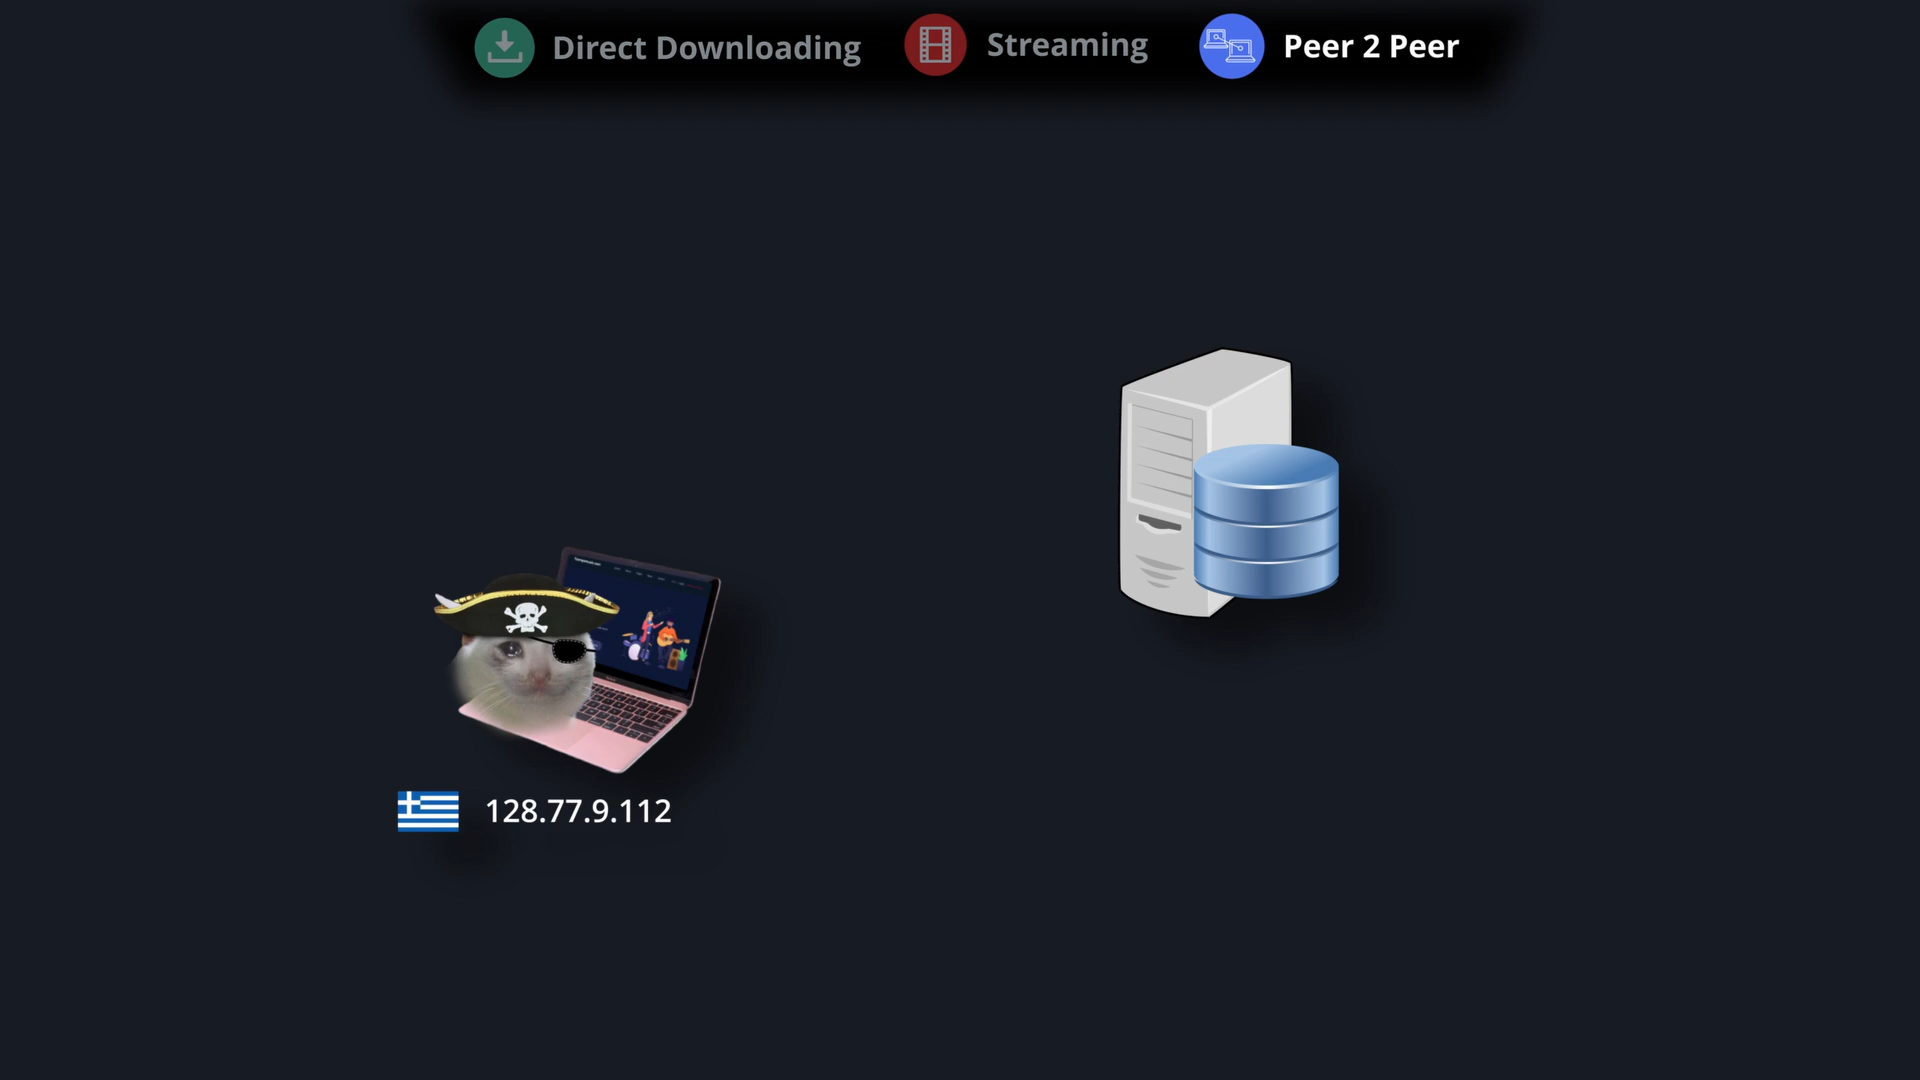 Direct Downloading
Streaming
Peer 2 Peer
128.77.9.112